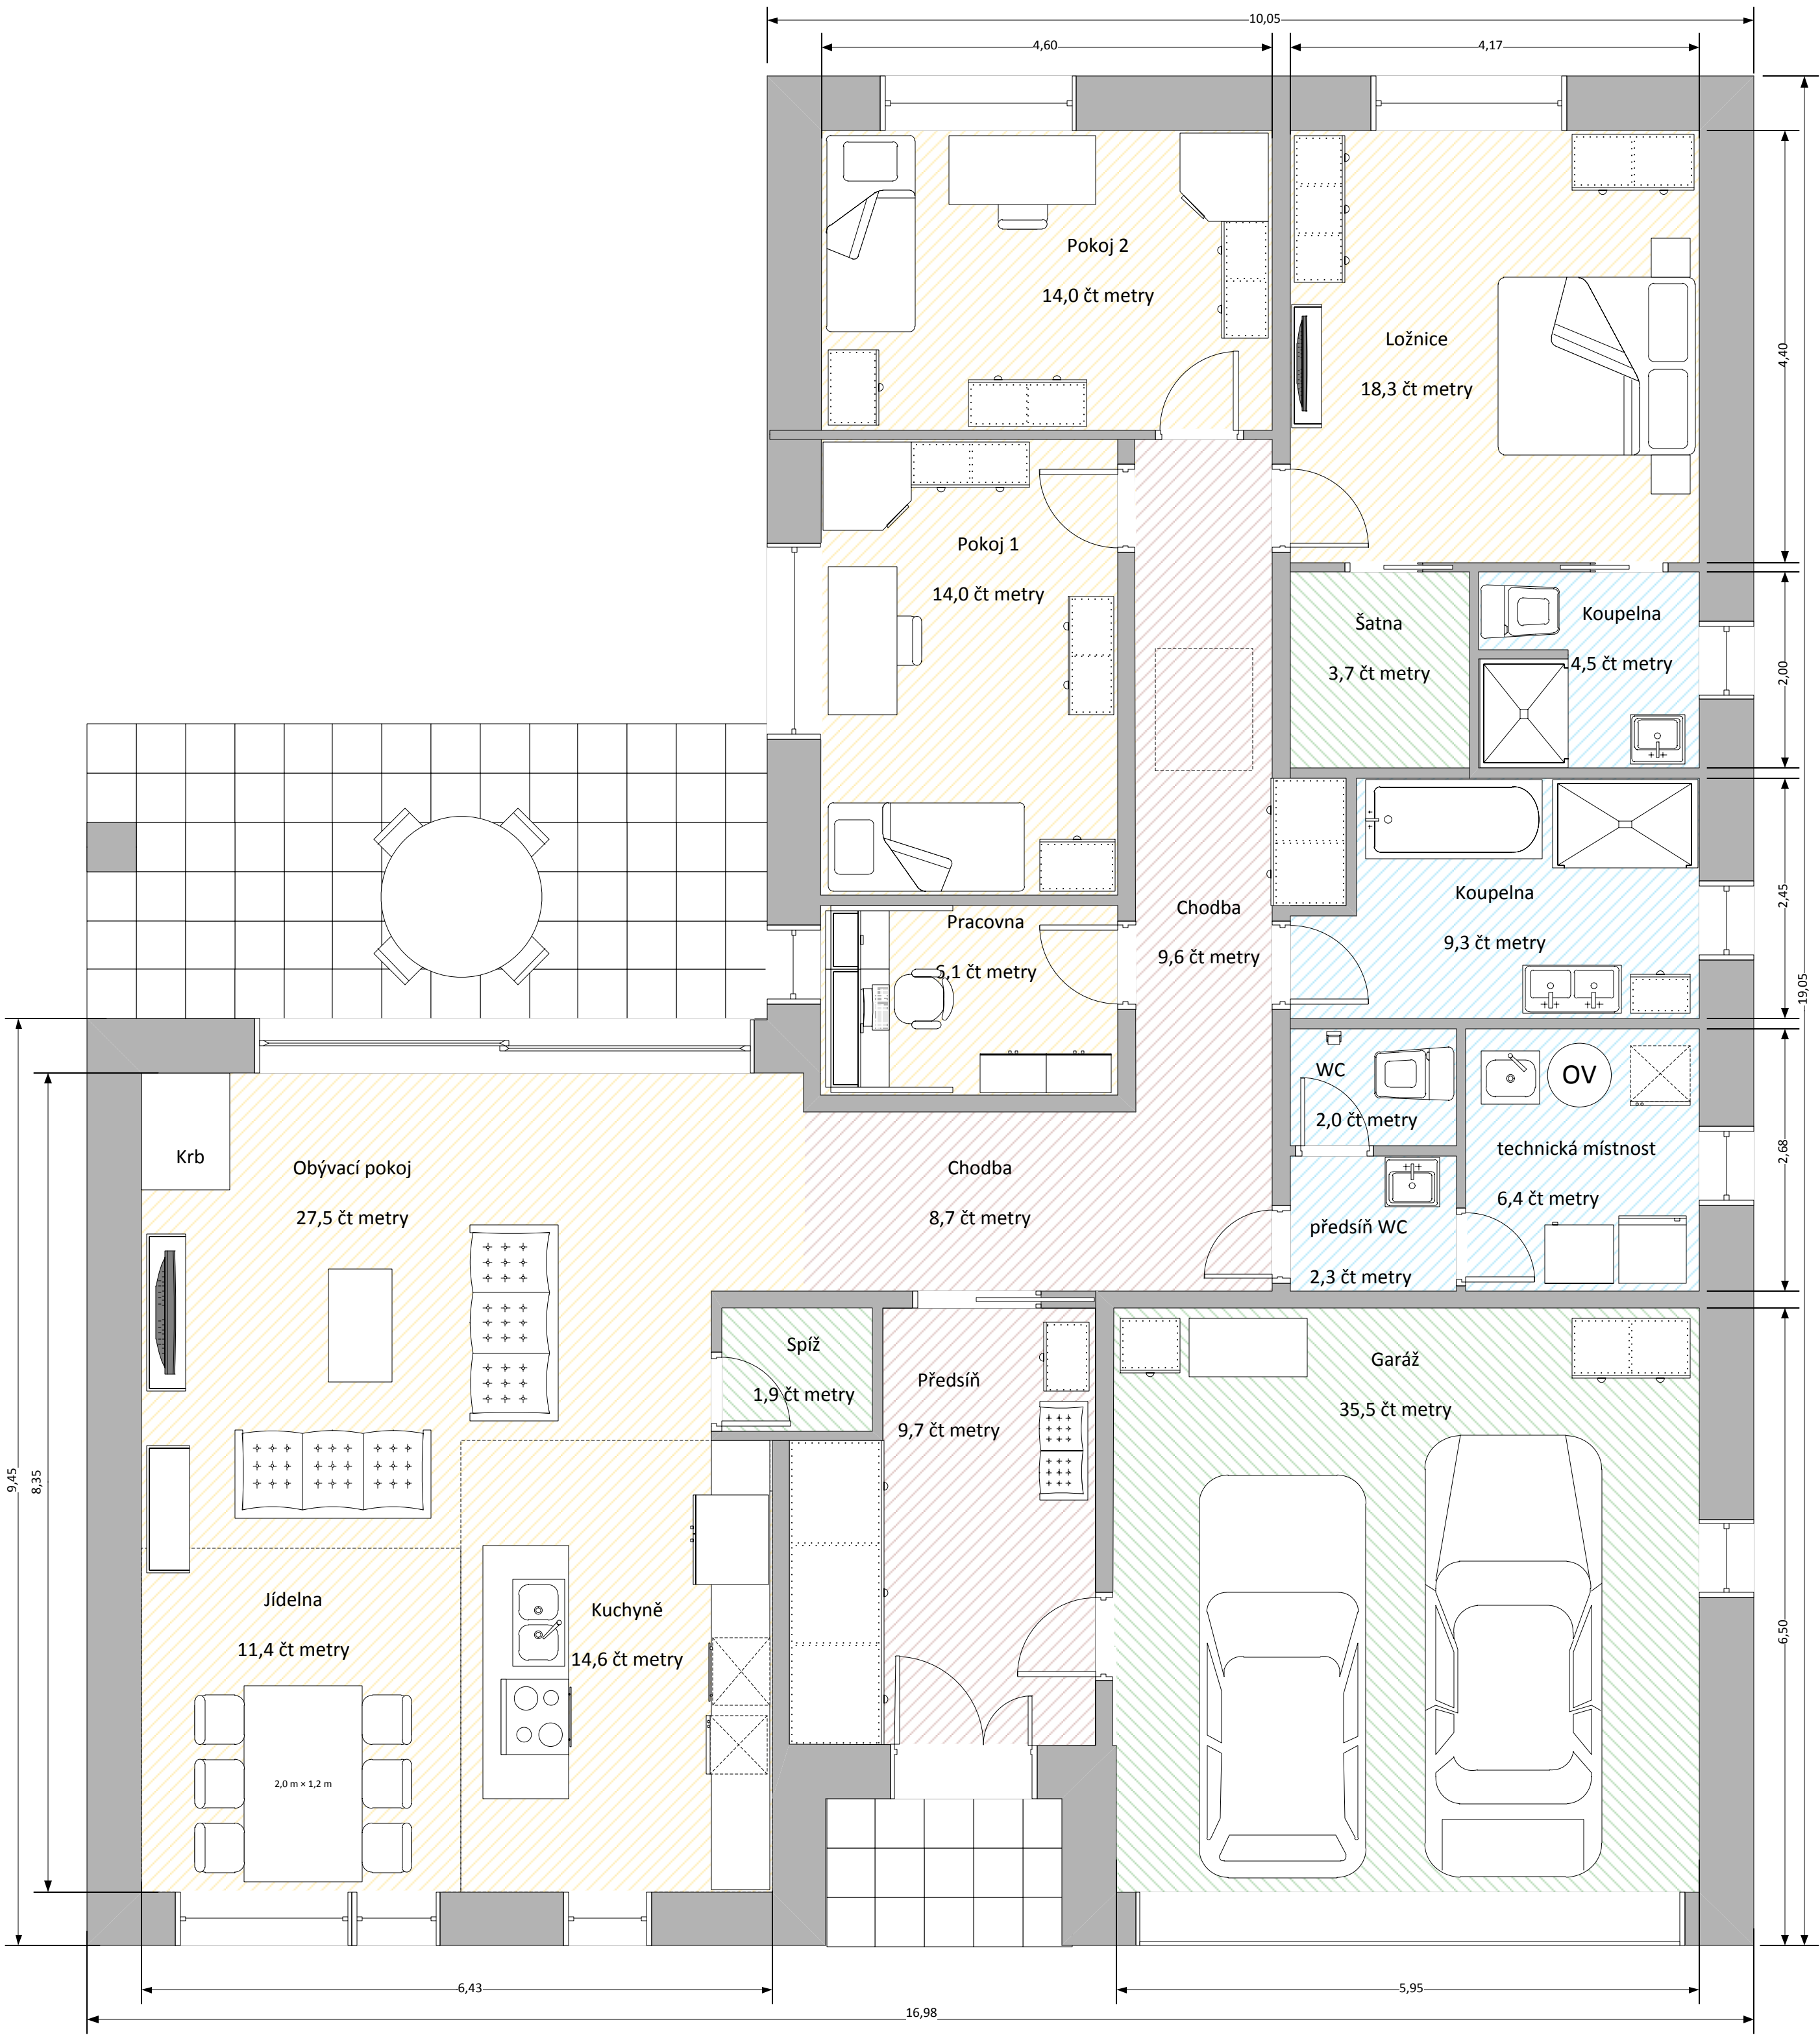 10,05
4,60
4,17
Pokoj 2
14,0 čt metry
Ložnice
18,3 čt metry
4,40
Pokoj 1
14,0 čt metry
Šatna
3,7 čt metry
Koupelna
4,5 čt metry
2,00
Koupelna
9,3 čt metry
2,45
Chodba
9,6 čt metry
Pracovna
5,1 čt metry
19,05
WC
2,0 čt metry
OV
technická místnost
6,4 čt metry
2,68
Krb
Obývací pokoj
27,5 čt metry
Chodba
8,7 čt metry
předsíň WC
2,3 čt metry
Spíž
1,9 čt metry
Předsíň
9,7 čt metry
Garáž
35,5 čt metry
9,45
8,35
Jídelna
11,4 čt metry
Kuchyně
14,6 čt metry
6,50
2,0 m × 1,2 m
6,43
5,95
16,98